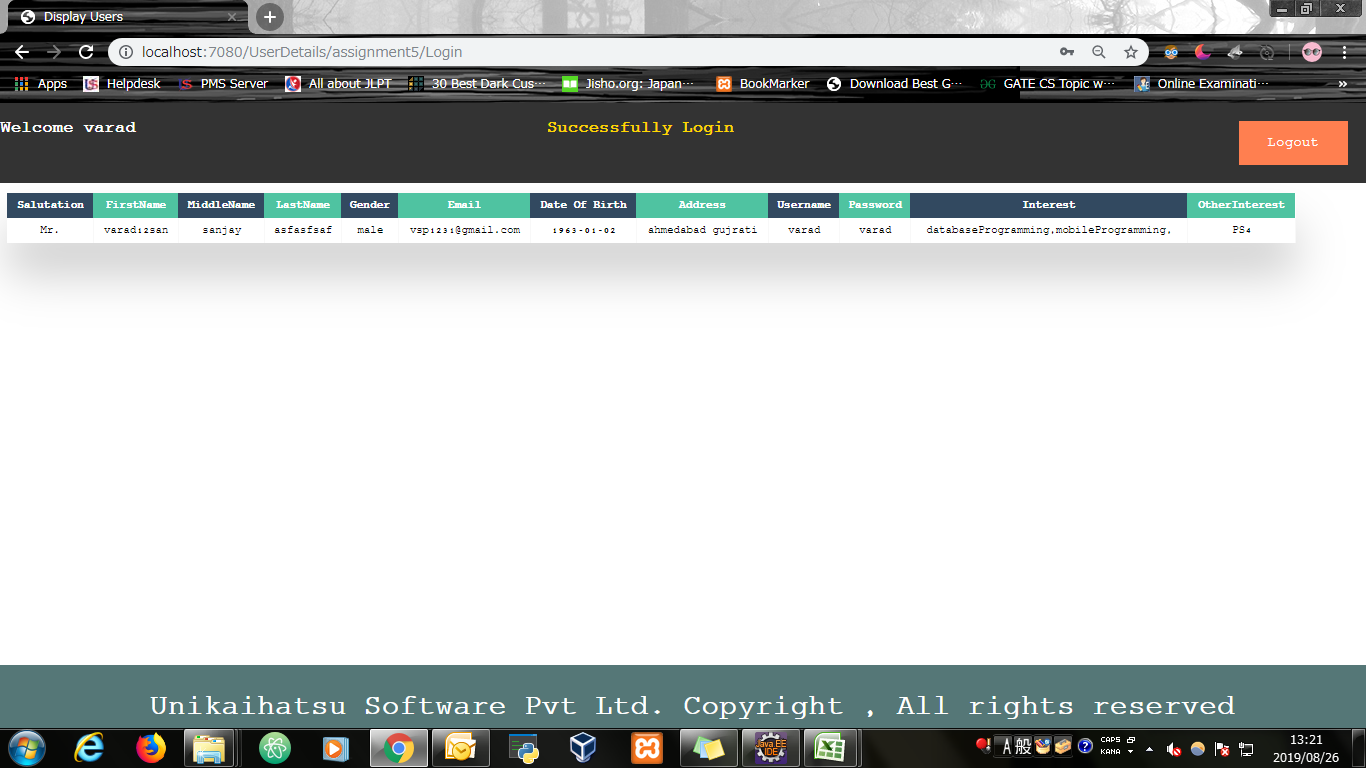 Display Users
localhost:7080/UserDetails/assignment5/Login
Apps Helpdesk PMS Server All about JLPT 30 Best Dark Cus… Jisho.org: Japan… BookMarker Download Best G… GATE CS Topic w… Online Examinati… »
Welcome varad Successfully Login Logout
Salutation FirstName MiddleName LastName Gender Email Date Of Birth Address Username Password Interest OtherInterest
Mr. varad12san sanjay asfasfsaf male vsp1231@gmail.com 1963-01-02 ahmedabad gujrati varad varad databaseProgramming,mobileProgramming, PS4
Unikaihatsu Software Pvt Ltd. Copyright , All rights reserved
Java EE IDE
A 般 CAPS KANA
13:21
2019/08/26